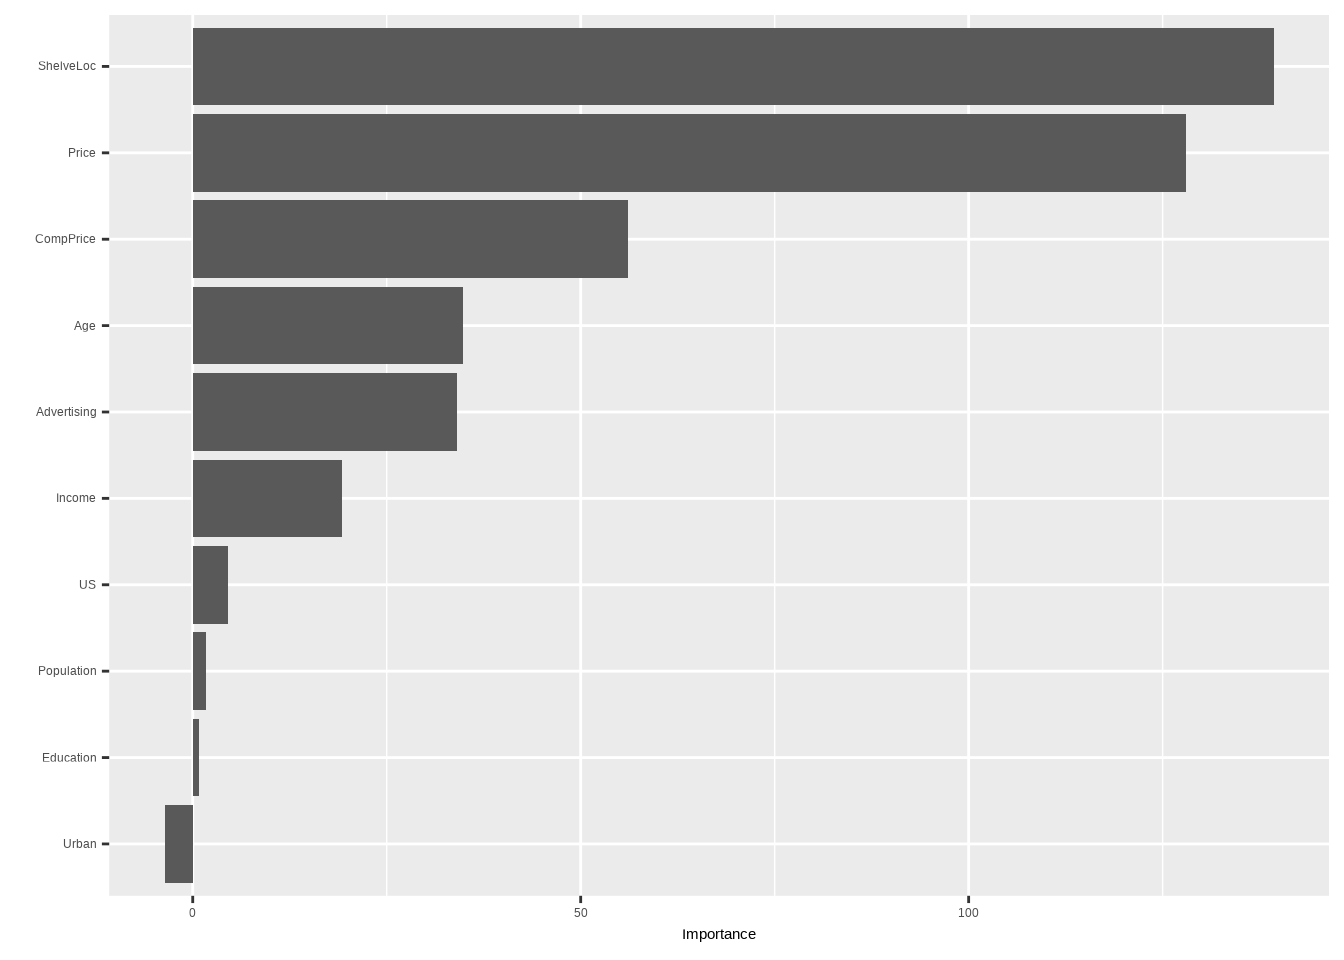 ShelveLoc
Price
CompPrice
Age
Advertising
Income
US
Population
Education
Urban
0 50 100
Importance